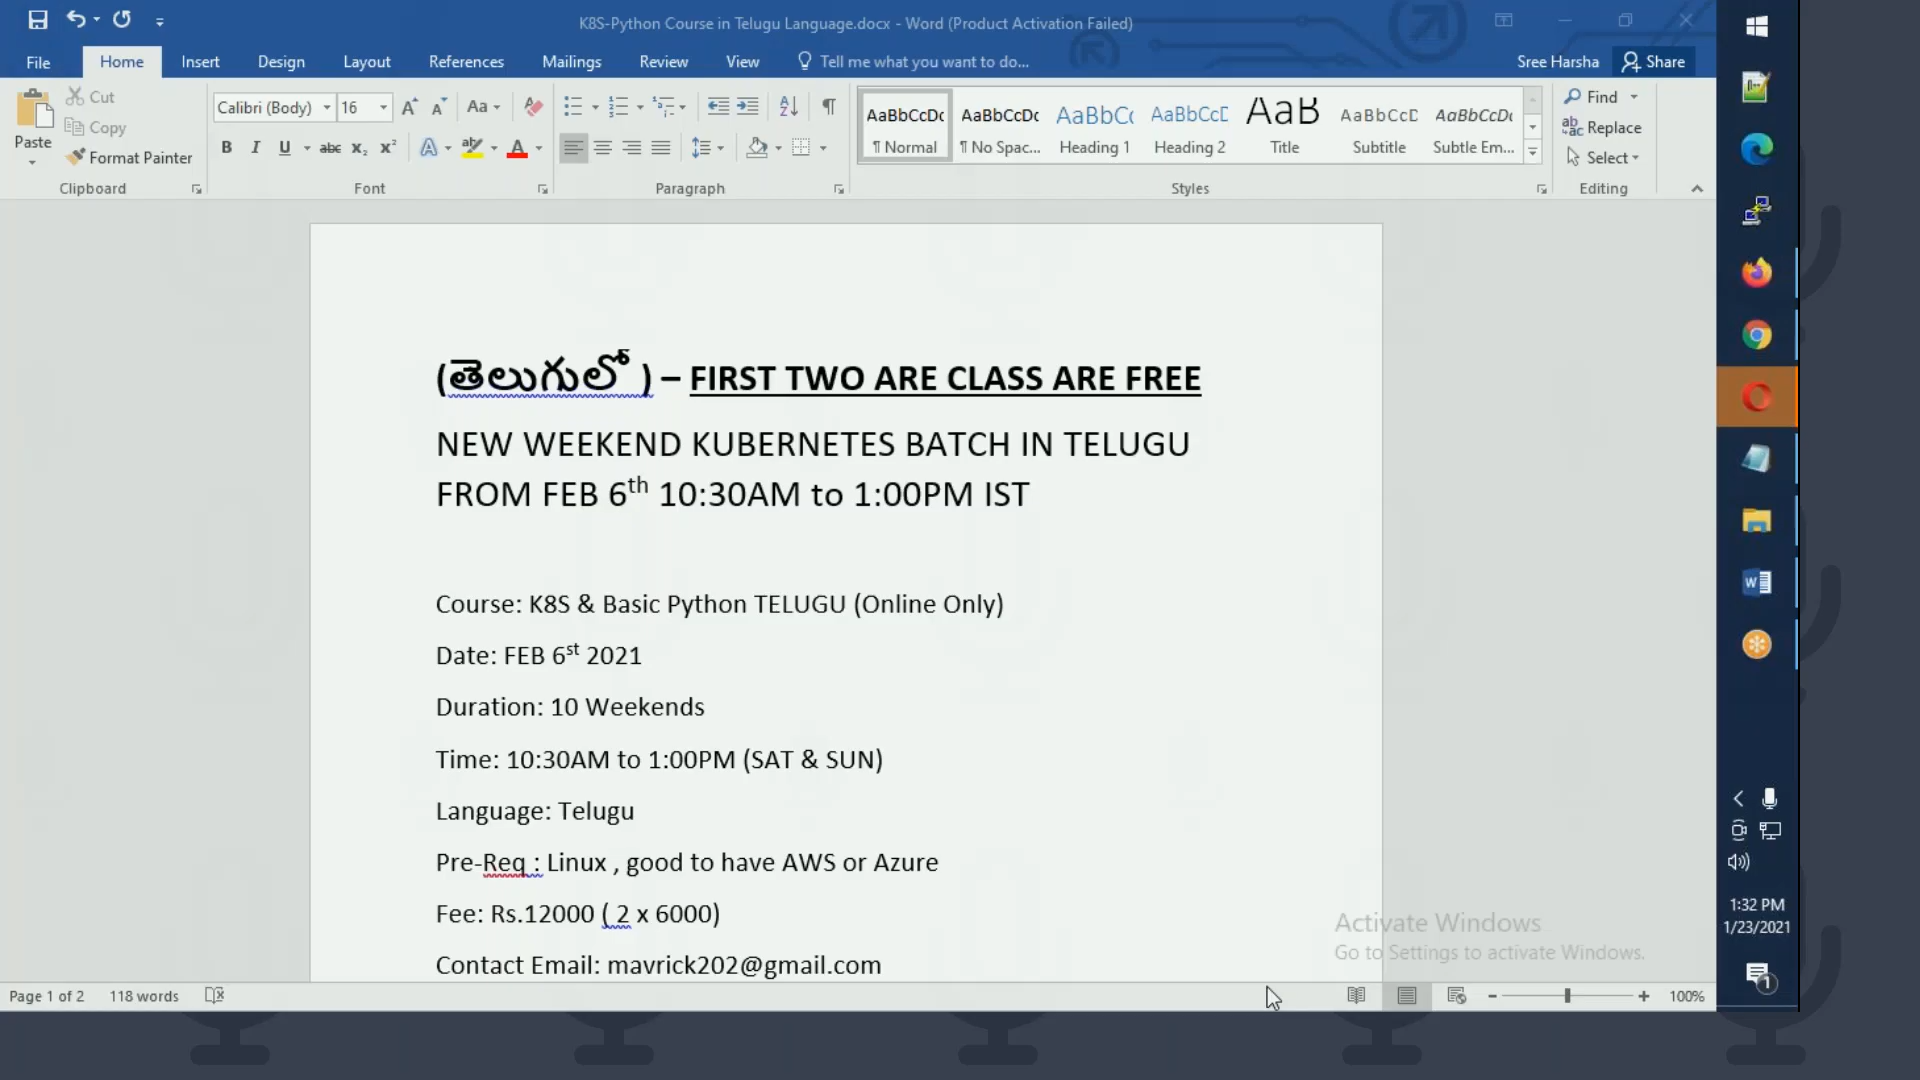 K8S-Python Course in Telugu Language.docx - Word (Product Activation Failed)
File Home Insert Design Layout References Mailings Review View Tell me what you want to do... Sree Harsha Share
Paste Cut Copy Format Painter
Calibri (Body) 16 Aa
B I U abc x₂ x²
AaBbCcDc AaBbCcDc AaBbCc AaBbCcD AaB AaBbCcD AaBbCcDc
¶ Normal ¶ No Spac... Heading 1 Heading 2 Title Subtitle Subtle Em...
Find
Replace
Select
Clipboard Font Paragraph Styles Editing
(తెలుగులో ) – FIRST TWO ARE CLASS ARE FREE
NEW WEEKEND KUBERNETES BATCH IN TELUGU
FROM FEB 6th 10:30AM to 1:00PM IST
Course: K8S & Basic Python TELUGU (Online Only)
Date: FEB 6st 2021
Duration: 10 Weekends
Time: 10:30AM to 1:00PM (SAT & SUN)
Language: Telugu
Pre-Req : Linux , good to have AWS or Azure
Fee: Rs.12000 ( 2 x 6000)
Contact Email: mavrick202@gmail.com
Activate Windows
Go to Settings to activate Windows.
Page 1 of 2 118 words 100%
1:32 PM
1/23/2021
1